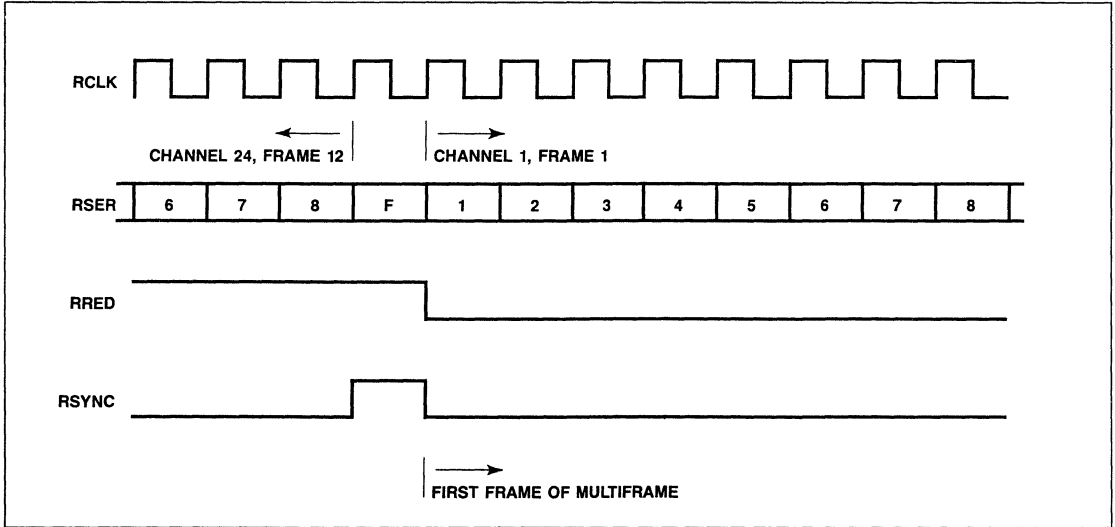 RCLK
CHANNEL 24, FRAME 12
CHANNEL 1, FRAME 1
RSER 6 7 8 F 1 2 3 4 5 6 7 8
RRED
RSYNC
FIRST FRAME OF MULTIFRAME